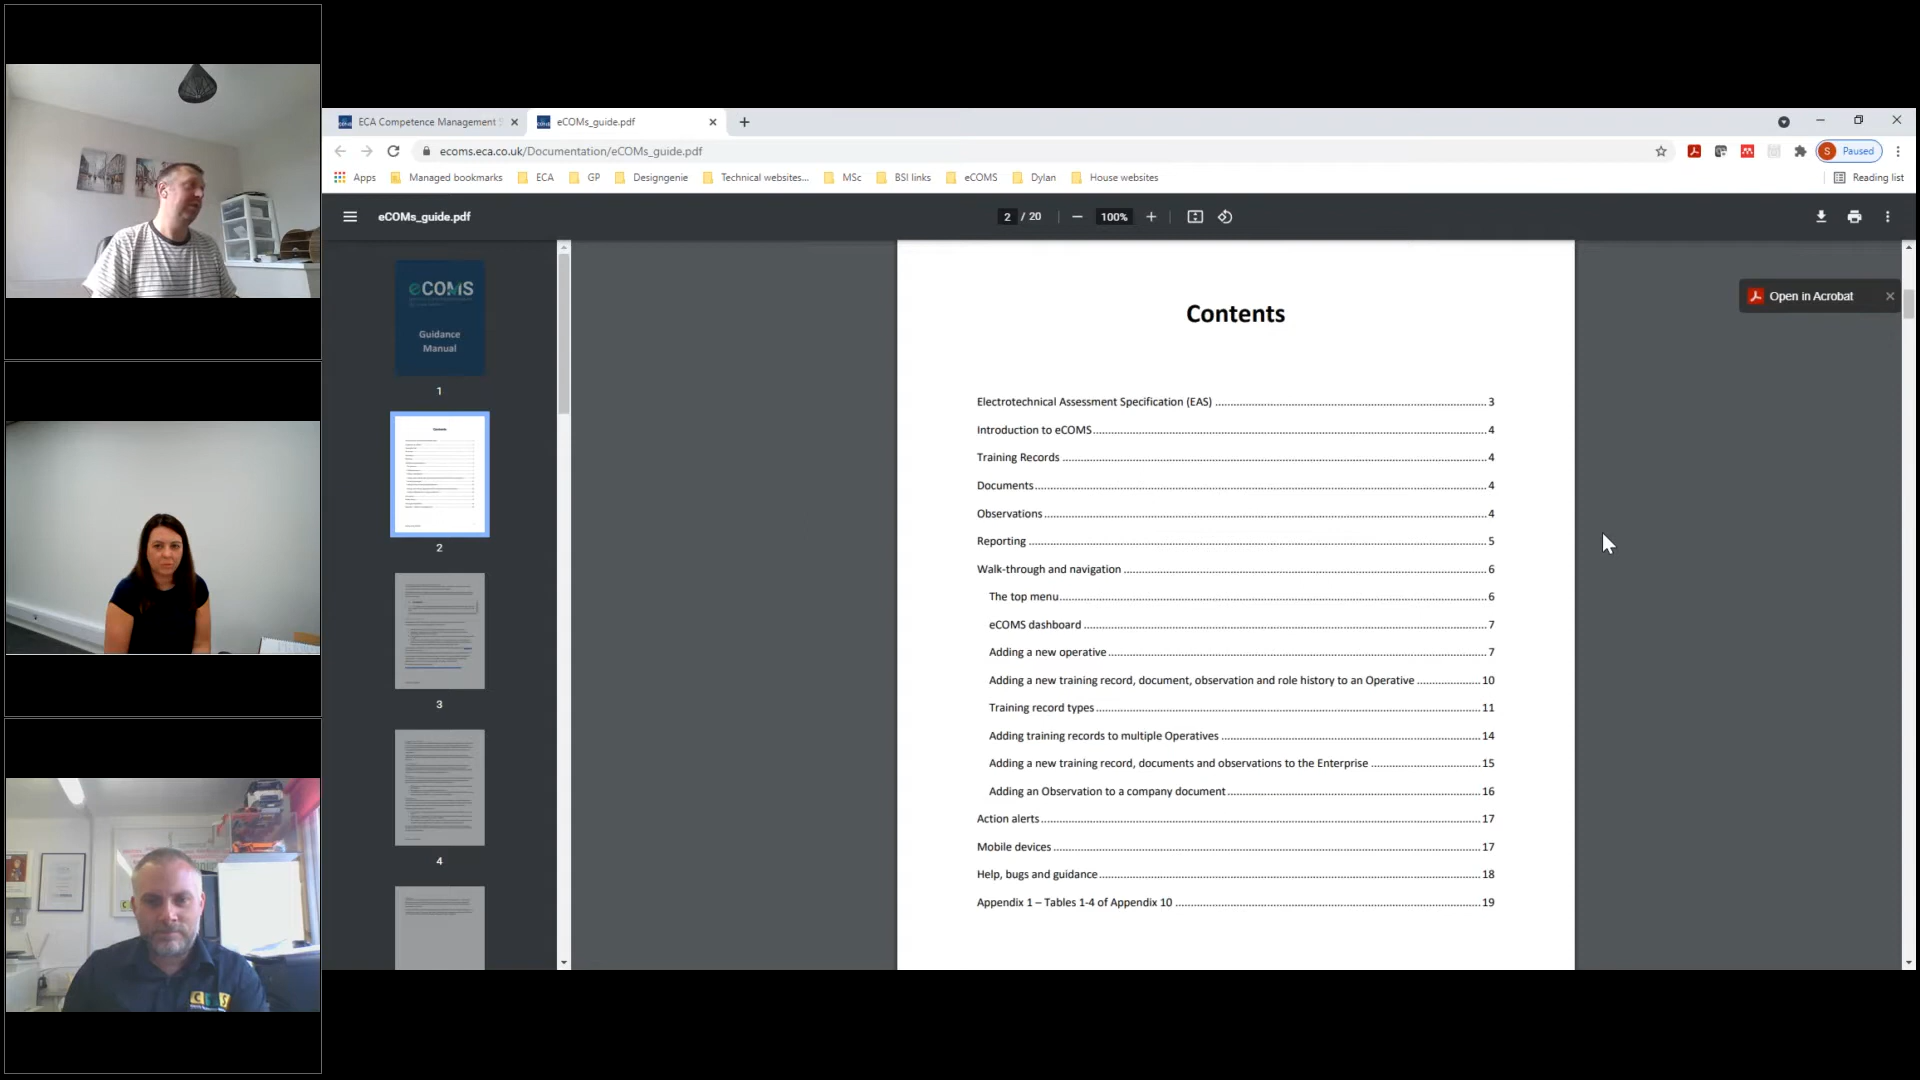 ECA Competence Management
eCOMs_guide.pdf
ecoms.eca.co.uk/Documentation/eCOMs_guide.pdf
S Paused
Apps Managed bookmarks ECA GP Designgenie Technical websites... MSc BSI links eCOMS Dylan House websites Reading list
eCOMs_guide.pdf
2 / 20
100%
eCOMS
Guidance
Manual
1
2
3
4
Open in Acrobat
Contents
Electrotechnical Assessment Specification (EAS) 3
Introduction to eCOMS 4
Training Records 4
Documents 4
Observations 4
Reporting 5
Walk-through and navigation 6
The top menu 6
eCOMS dashboard 7
Adding a new operative 7
Adding a new training record, document, observation and role history to an Operative 10
Training record types 11
Adding training records to multiple Operatives 14
Adding a new training record, documents and observations to the Enterprise 15
Adding an Observation to a company document 16
Action alerts 17
Mobile devices 17
Help, bugs and guidance 18
Appendix 1 – Tables 1-4 of Appendix 10 19